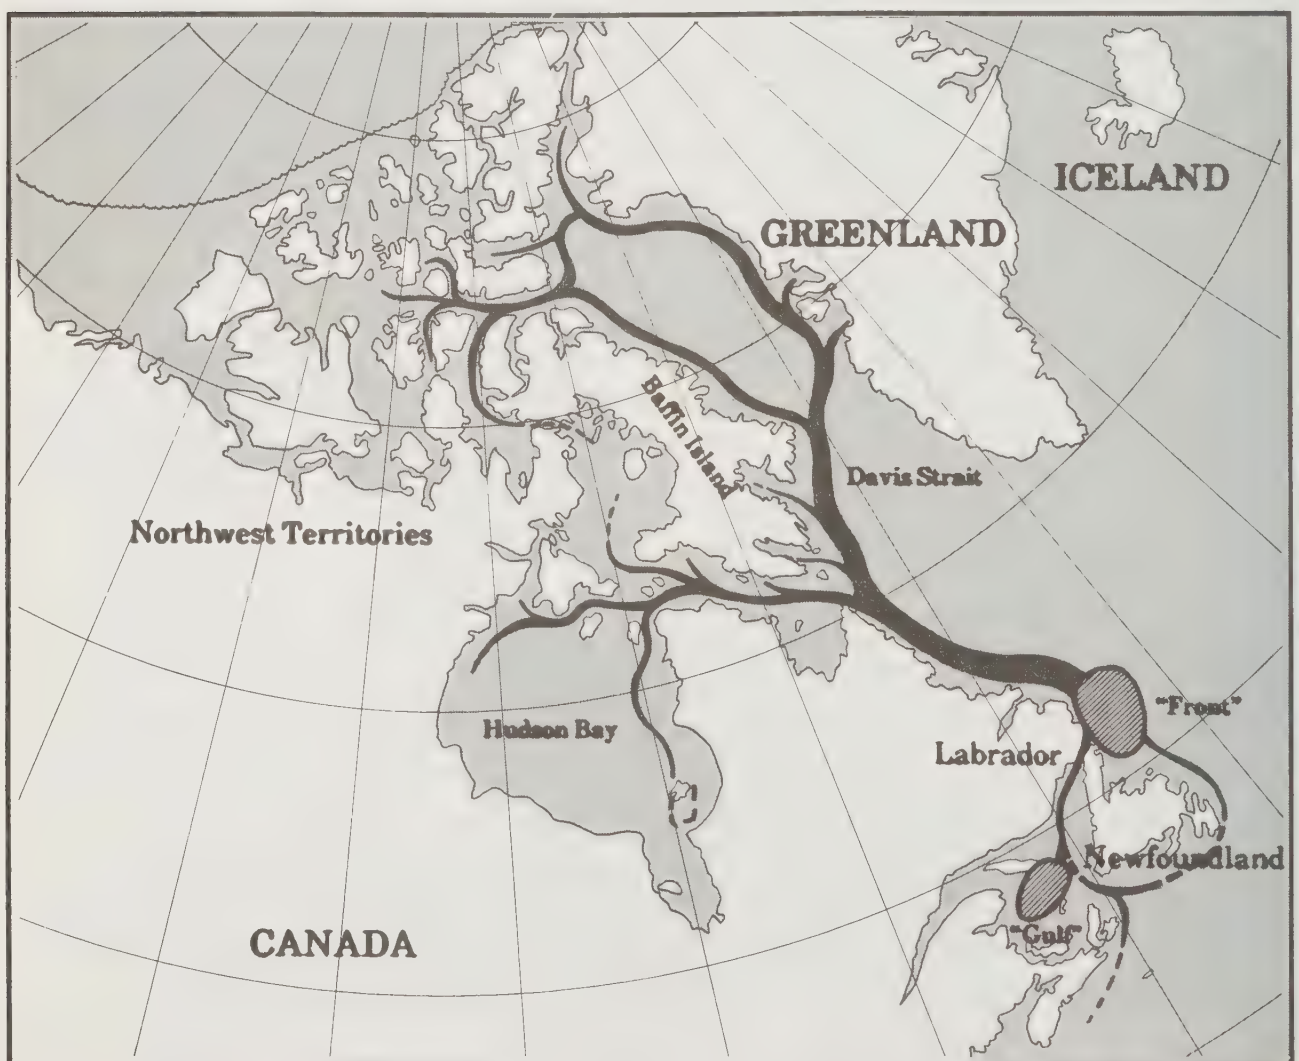 ICELAND
GREENLAND
Baffin Island
Davis Strait
Northwest Territories
"Front"
Hudson Bay
Labrador
Newfoundland
"Gulf"
CANADA